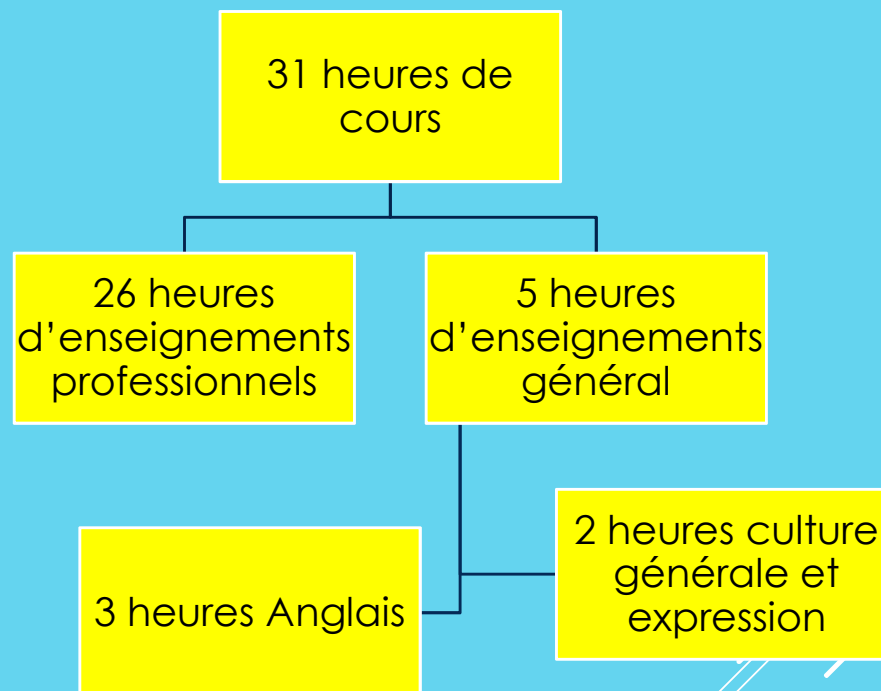 31 heures de
cours
26 heures
d’enseignements
professionnels
5 heures
d’enseignements
général
3 heures Anglais
2 heures culture
générale et
expression